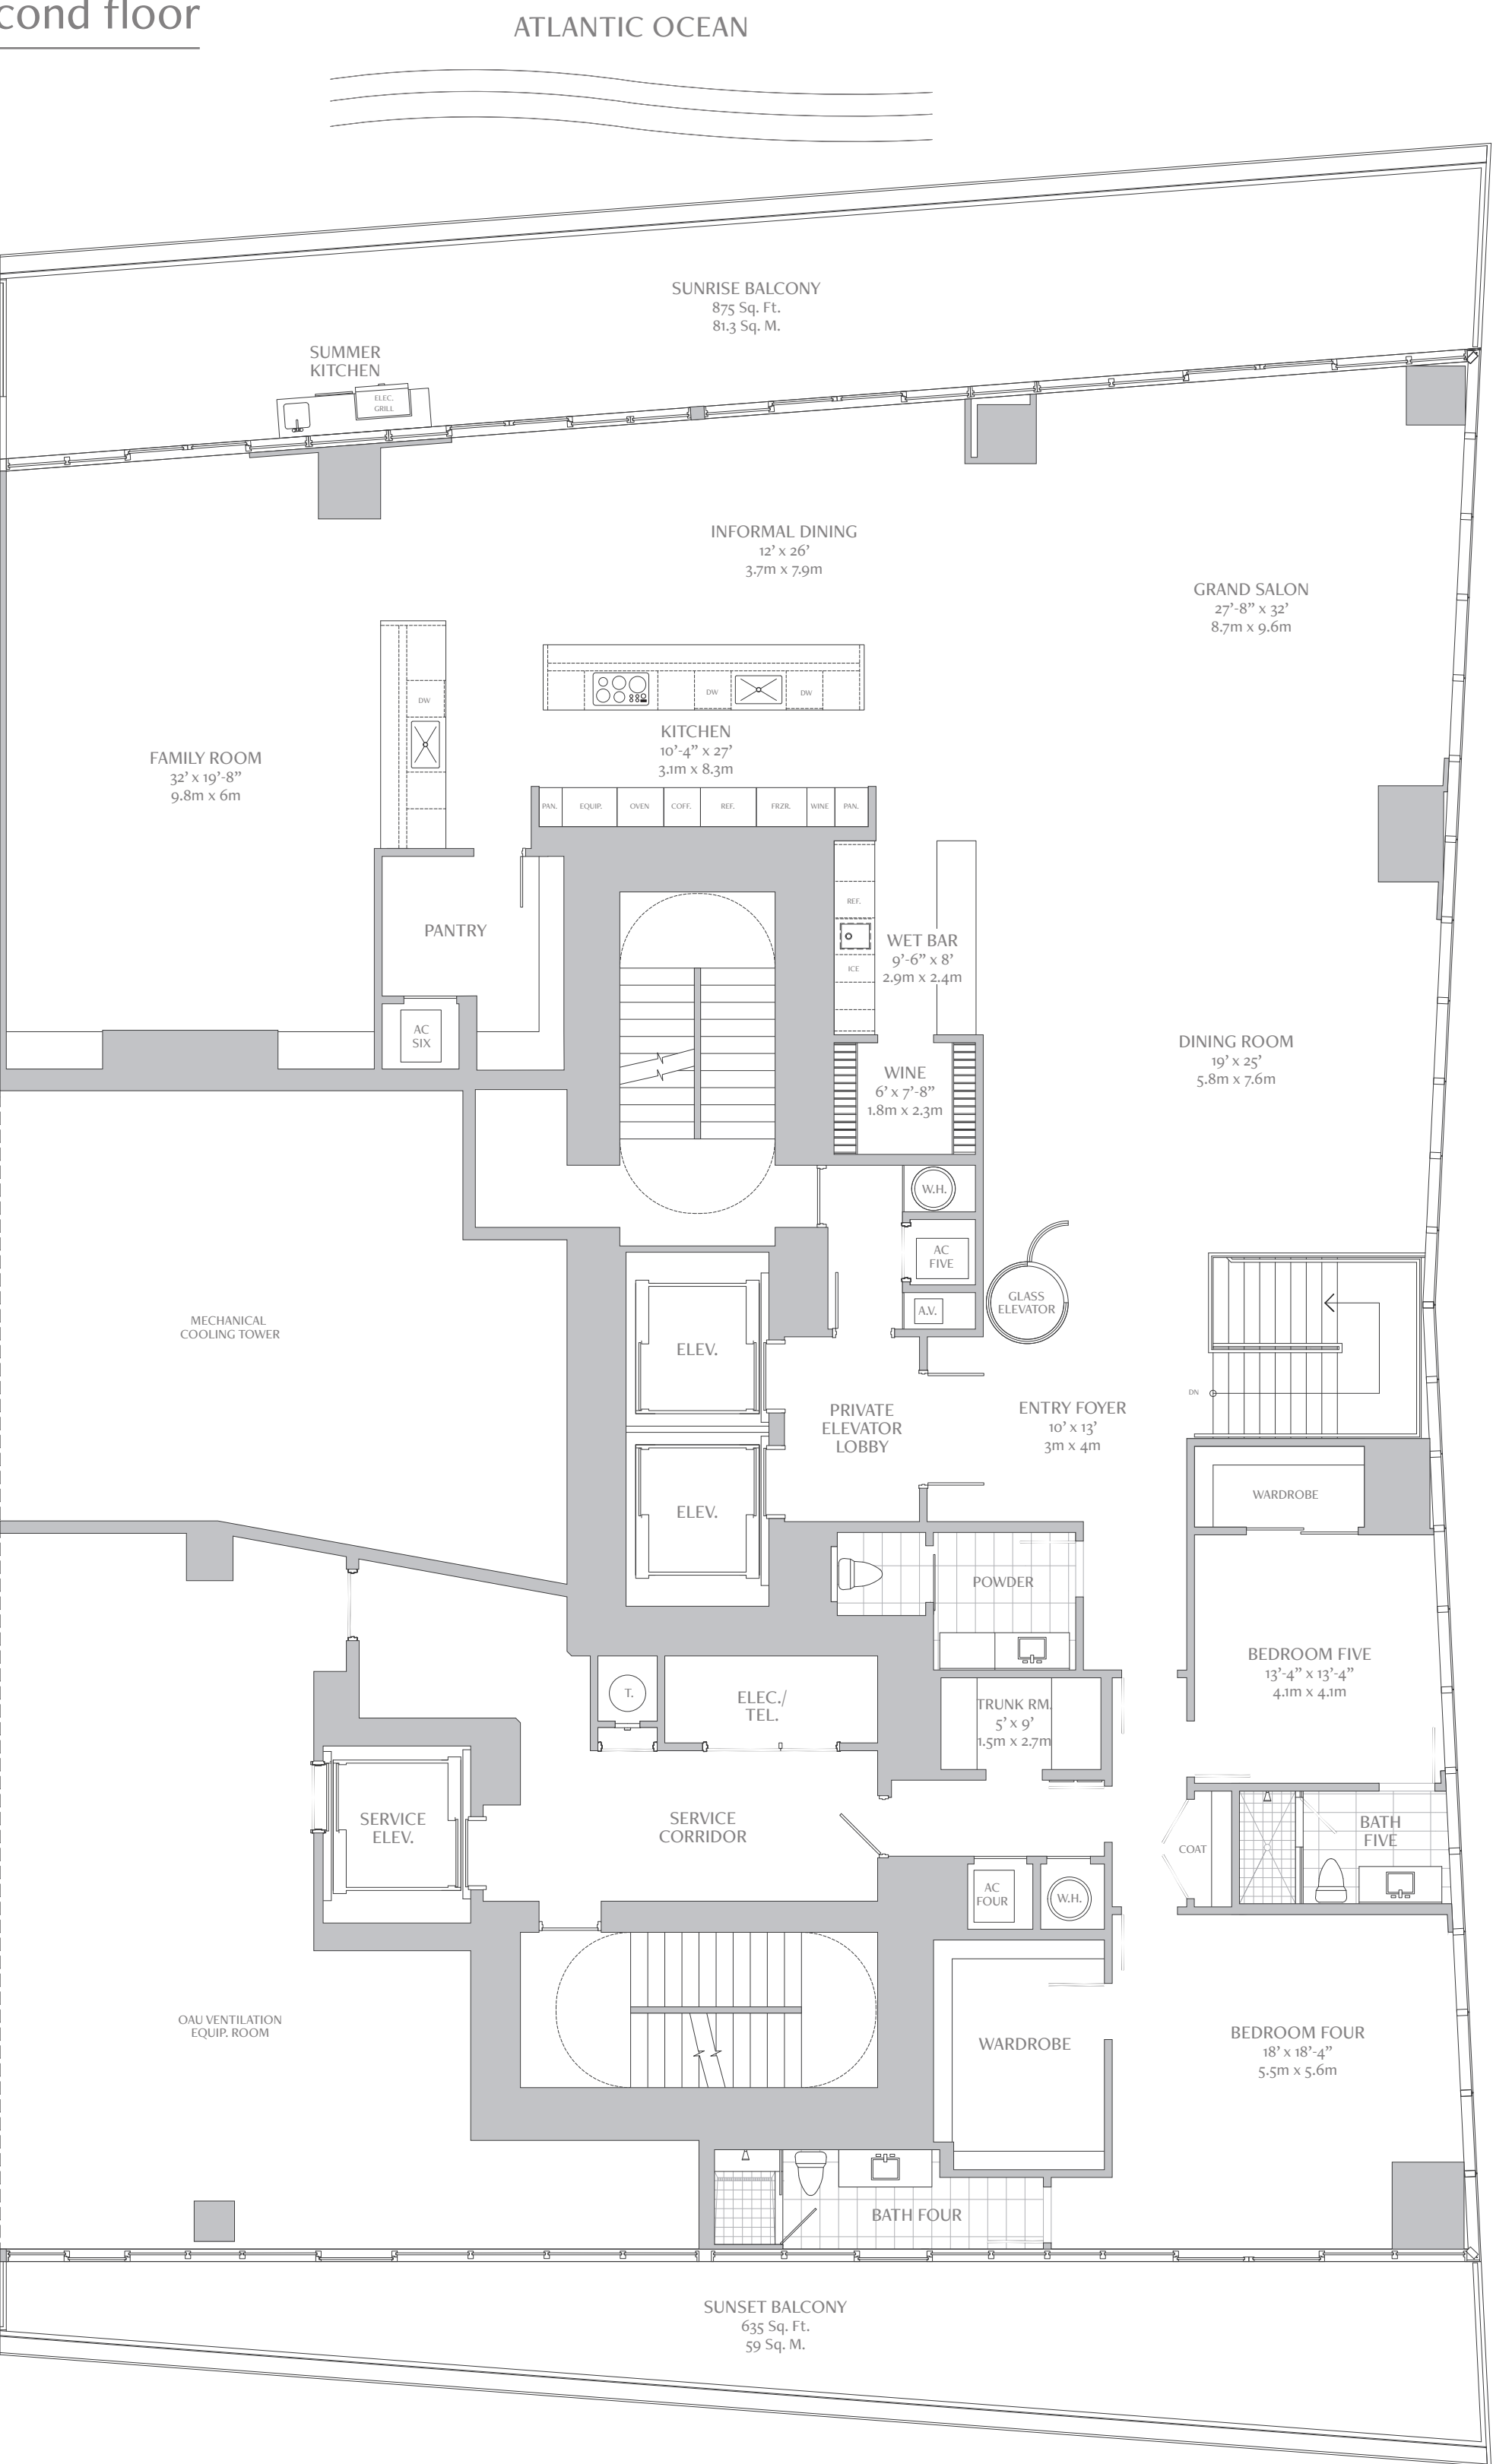 cond floor
ATLANTIC OCEAN
SUNRISE BALCONY
875 Sq. Ft.
81.3 Sq. M.
SUMMER
KITCHEN
ELEC.
GRILL
INFORMAL DINING
12' x 26'
3.7m x 7.9m
GRAND SALON
27'-8" x 32'
8.7m x 9.6m
DW
DW
DW
KITCHEN
10'-4" x 27'
3.1m x 8.3m
FAMILY ROOM
32' x 19'-8"
9.8m x 6m
PAN.
EQUIP.
OVEN
COFF.
REF.
FRZR.
WINE
PAN.
PANTRY
REF.
ICE
WET BAR
9'-6" x 8'
2.9m x 2.4m
AC
SIX
DINING ROOM
19' x 25'
5.8m x 7.6m
WINE
6' x 7'-8"
1.8m x 2.3m
W.H.
AC
FIVE
A.V.
GLASS
ELEVATOR
MECHANICAL
COOLING TOWER
ELEV.
DN
PRIVATE
ELEVATOR
LOBBY
ENTRY FOYER
10' x 13'
3m x 4m
ELEV.
WARDROBE
POWDER
BEDROOM FIVE
13'-4" x 13'-4"
4.1m x 4.1m
T.
ELEC./
TEL.
TRUNK RM.
5' x 9'
1.5m x 2.7m
SERVICE
ELEV.
SERVICE
CORRIDOR
COAT
BATH
FIVE
AC
FOUR
W.H.
OAU VENTILATION
EQUIP. ROOM
WARDROBE
BEDROOM FOUR
18' x 18'-4"
5.5m x 5.6m
BATH FOUR
SUNSET BALCONY
635 Sq. Ft.
59 Sq. M.